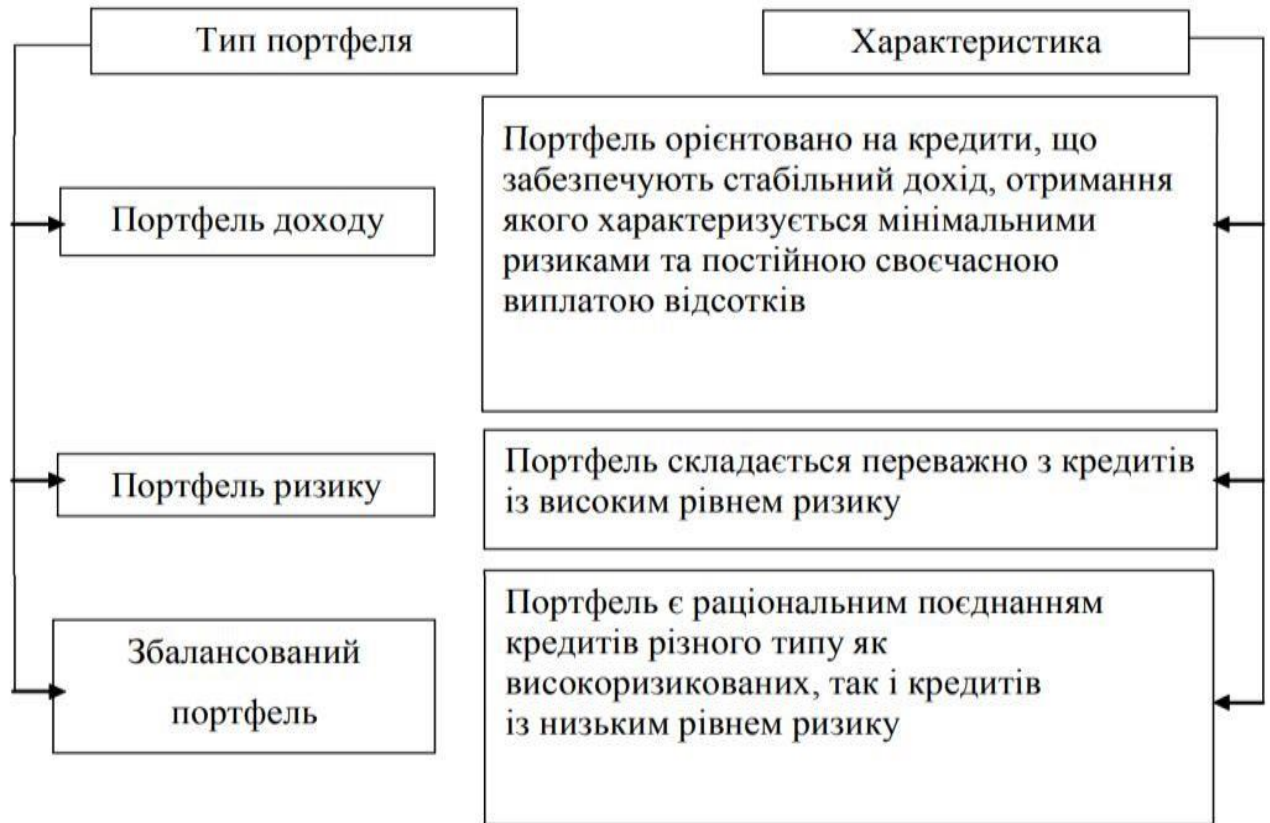 Тип портфеля
Характеристика
Портфель доходу
Портфель орієнтовано на кредити, що
забезпечують стабільний дохід, отримання
якого характеризується мінімальними
ризиками та постійною своєчасною
виплатою відсотків
Портфель ризику
Портфель складається переважно з кредитів
із високим рівнем ризику
Збалансований
портфель
Портфель є раціональним поєднанням
кредитів різного типу як
високоризикованих, так і кредитів
із низьким рівнем ризику